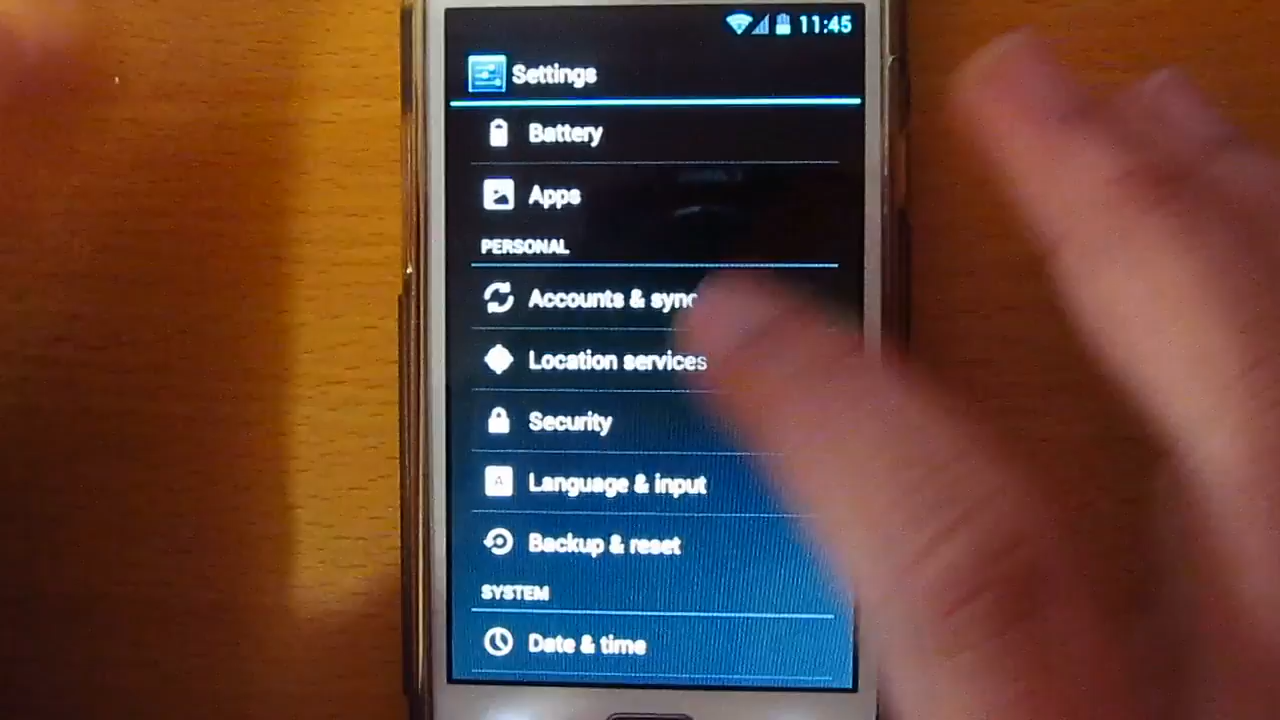 11:45
Settings
Battery
Apps
PERSONAL
Accounts & sync
Location services
Security
Language & input
A
Backup & reset
SYSTEM
Date & time